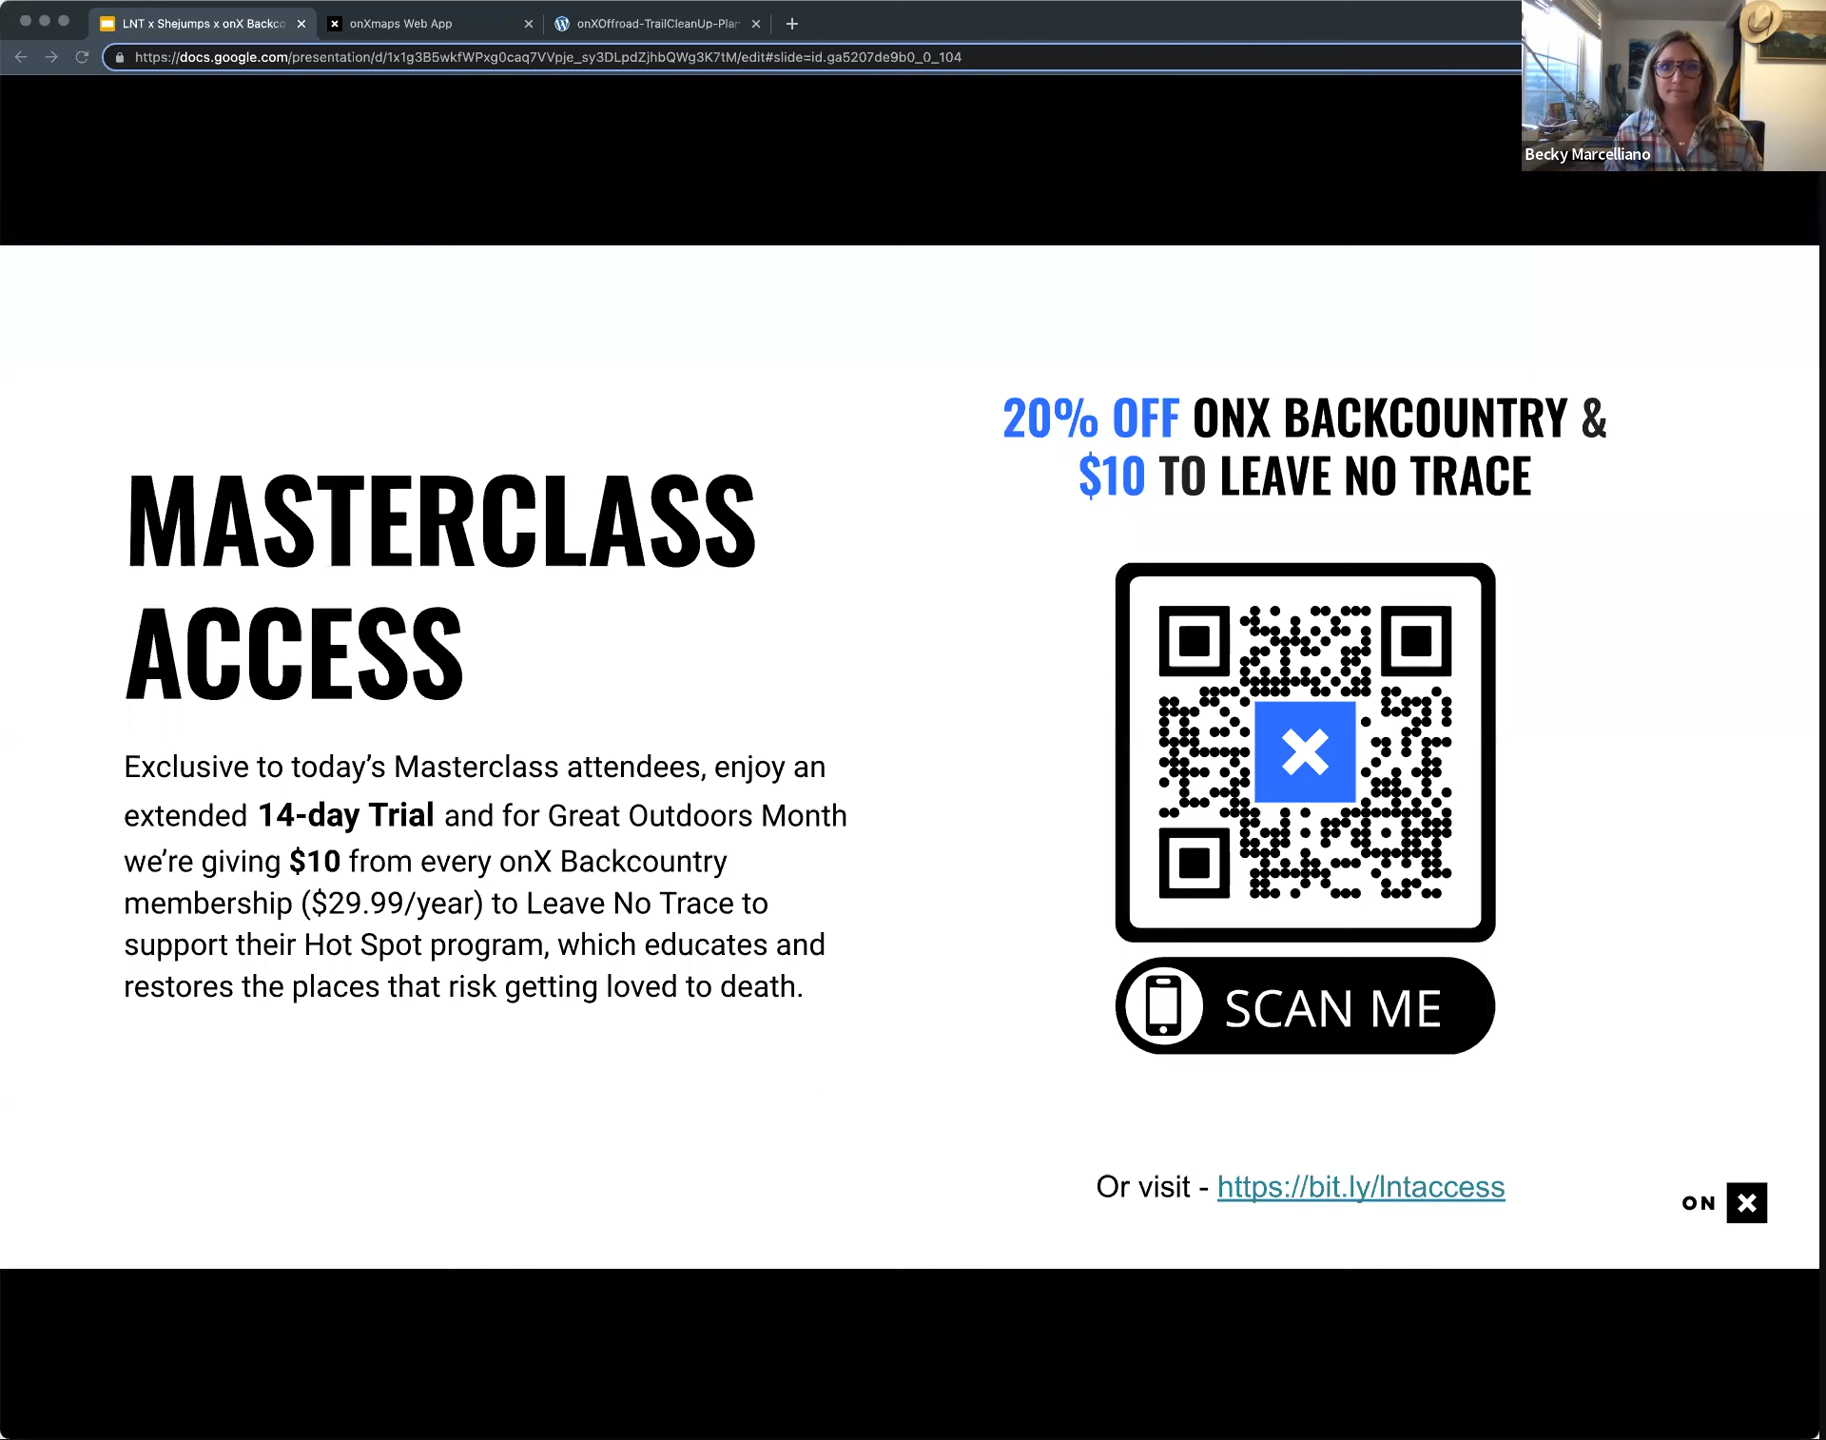 LNT x Shejumps x onX Backco
onXmaps Web App
onXOffroad-TrailCleanUp-Plan
https://docs.google.com/presentation/d/1x1g3B5wkfWPxg0caq7VVpje_sy3DLpdZjhbQWg3K7tM/edit#slide=id.ga5207de9b0_0_104
Becky Marcelliano
MASTERCLASS
ACCESS
Exclusive to today's Masterclass attendees, enjoy an
extended 14-day Trial and for Great Outdoors Month
we're giving $10 from every onX Backcountry
membership ($29.99/year) to Leave No Trace to
support their Hot Spot program, which educates and
restores the places that risk getting loved to death.
20% OFF ONX BACKCOUNTRY &
$10 TO LEAVE NO TRACE
SCAN ME
Or visit - https://bit.ly/lntaccess
ON X